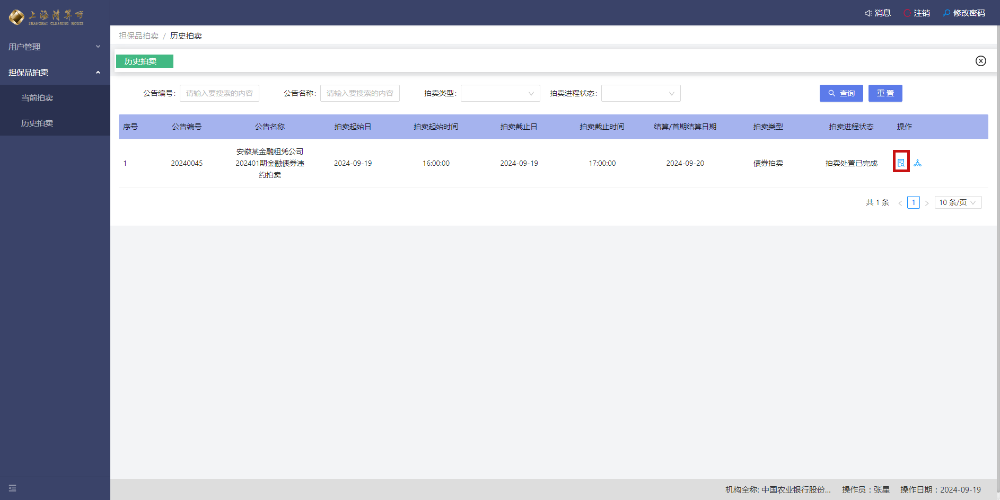 上海清算所
SHANGHAI CLEARING HOUSE
消息 注销 修改密码
用户管理
担保品拍卖
当前拍卖
历史拍卖
担保品拍卖 / 历史拍卖
历史拍卖
公告编号: 请输入要搜索的内容 公告名称: 请输入要搜索的内容 拍卖类型: 拍卖进程状态: 查询 重置
序号 公告编号 公告名称 拍卖起始日 拍卖起始时间 拍卖截止日 拍卖截止时间 结算/首期结算日期 拍卖类型 拍卖进程状态 操作
安徽某金融租凭公司
1 20240045 202401期金融债券违 2024-09-19 16:00:00 2024-09-19 17:00:00 2024-09-20 债券拍卖 拍卖处置已完成
约拍卖
共 1 条 < 1 > 10 条/页
机构全称: 中国农业银行股份... 操作员：张星 操作日期：2024-09-19